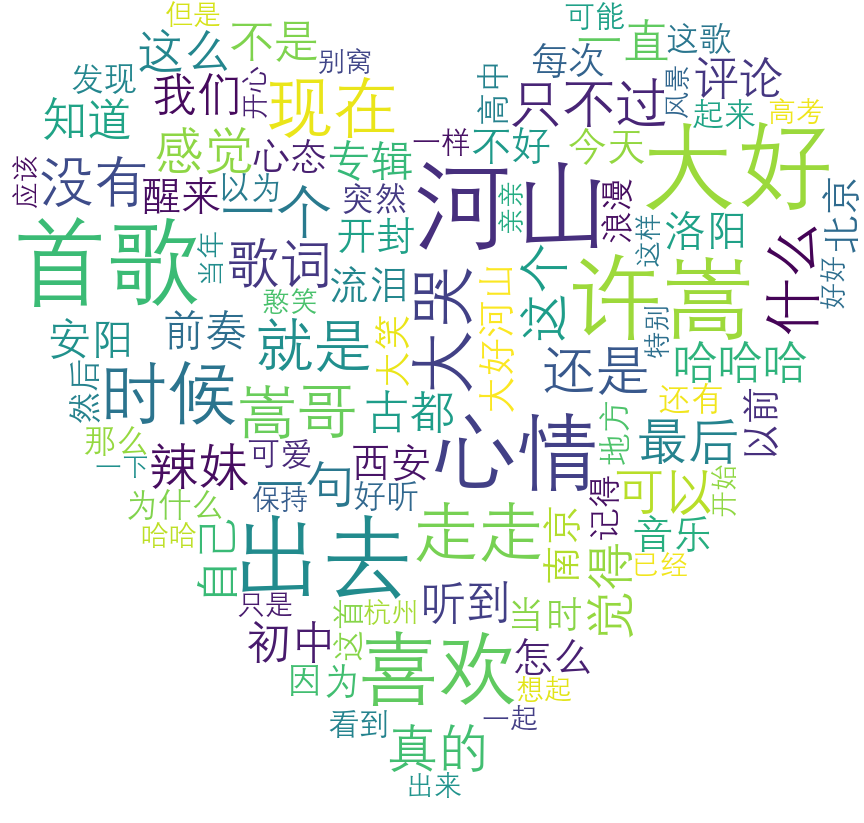 但是
可能
这么
不是
别窝
一直
这歌
发现
我们
开心
现在
每次
高中
只不过
风景
评论
知道
感觉
心态
专辑
一样
不好
今天
起来
高考
大好
应该
没有
醒来
以为
一个
突然
河山
亲亲
浪漫
洛阳
北京
首歌
当年
歌词
开封
流泪
大哭
这个
许嵩
这样
什么
好好
憨笑
安阳
前奏
就是
大笑
大好河山
还是
特别
哈哈哈
然后
时候
嵩哥
古都
地方
还有
以前
那么
一下
辣妹
可爱
西安
心情
最后
为什么
保持
一句
好听
记得
可以
开始
哈哈
自己
出去
走走
南京
觉得
音乐
已经
只是
这首
杭州
听到
当时
初中
因为
喜欢
怎么
想起
看到
一起
真的
出来